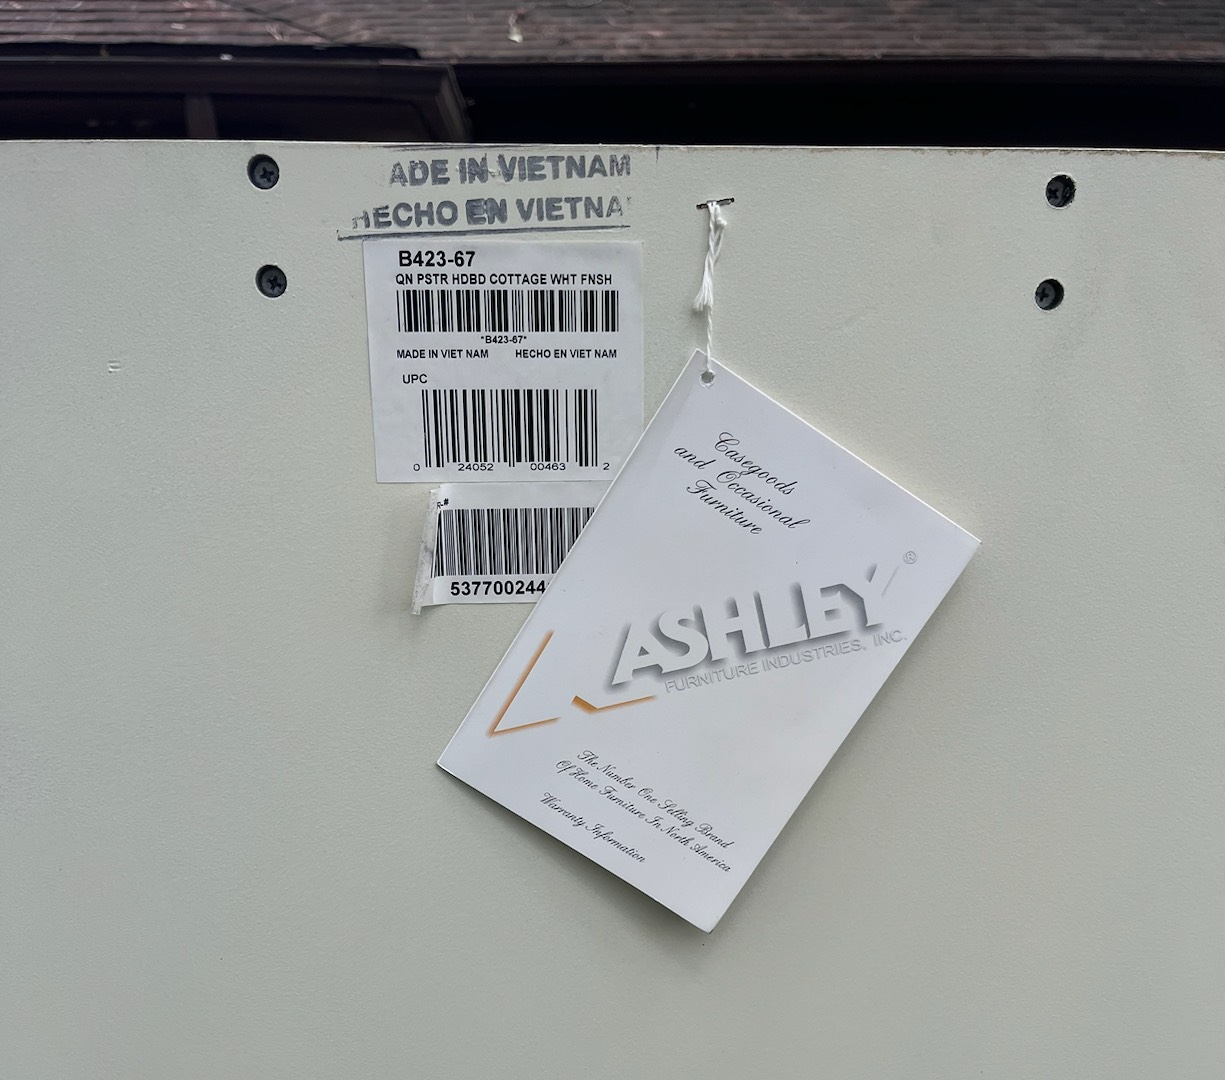 ADE IN VIETNAM
HECHO EN VIETNA
B423-67
QN PSTR HDBD COTTAGE WHT FNSH
*B423-67*
MADE IN VIET NAM HECHO EN VIET NAM
UPC
0 24052 00463 2
R-#
537700244
Casegoods
and Occasional
Furniture
ASHLEY®
FURNITURE INDUSTRIES, INC.
The Number One Selling Brand
Of Home Furniture In North America
Warranty Information